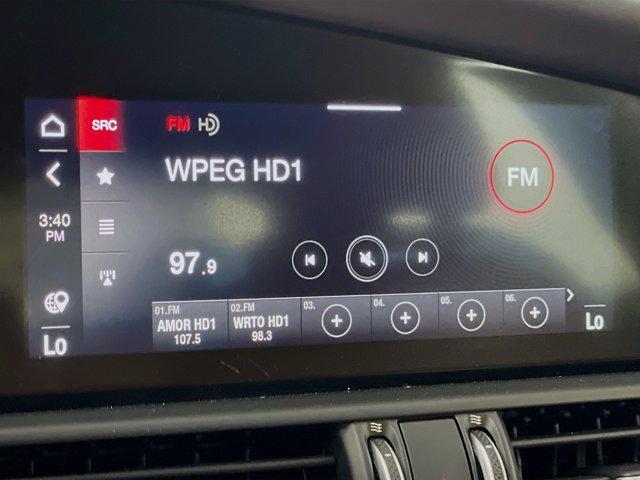 SRC
FM HD
WPEG HD1
FM
3:40
PM
97.9
01.FM
AMOR HD1
107.5
02.FM
WRTO HD1
98.3
03.
04.
05.
06.
Lo
Lo